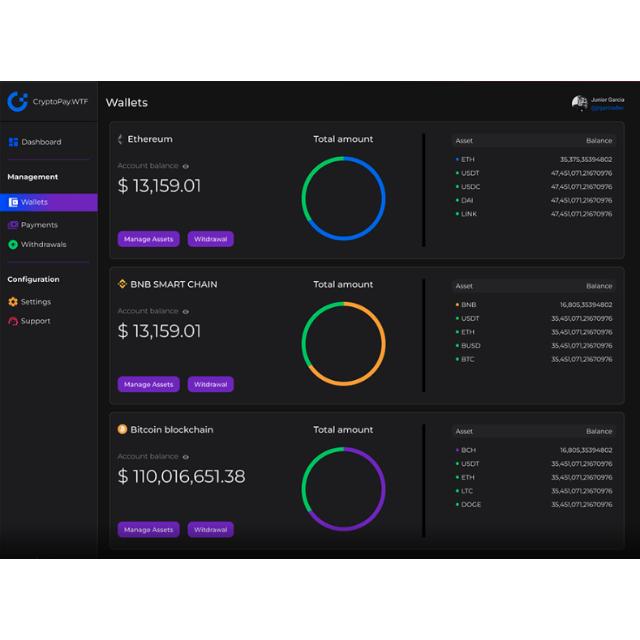 CryptoPay.WTF
Wallets
Junior Garcia
Dashboard
Management
Wallets
Payments
Withdrawals
Configuration
Settings
Support
Ethereum
Account balance
$ 13,159.01
Manage Assets
Witdrawal
Total amount
Asset Balance
ETH 35,375,35394802
USDT 47,451,071,21670976
USDC 47,451,071,21670976
DAI 47,451,071,21670976
LINK 47,451,071,21670976
BNB SMART CHAIN
Account balance
$ 13,159.01
Manage Assets
Witdrawal
Total amount
Asset Balance
BNB 16,805,35394802
USDT 35,451,071,21670976
ETH 35,451,071,21670976
BUSD 35,451,071,21670976
BTC 35,451,071,21670976
Bitcoin blockchain
Account balance
$ 110,016,651.38
Manage Assets
Witdrawal
Total amount
Asset Balance
BCH 16,805,35394802
USDT 35,451,071,21670976
ETH 35,451,071,21670976
LTC 35,451,071,21670976
DOGE 35,451,071,21670976